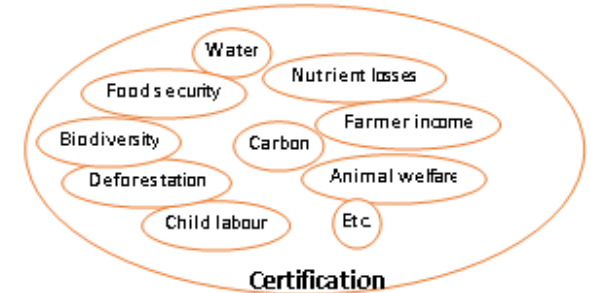 Water
Nutrient losses
Food security
Farmer income
Biodiversity
Carbon
Deforestation
Animal welfare
Child labour
Etc.
Certification